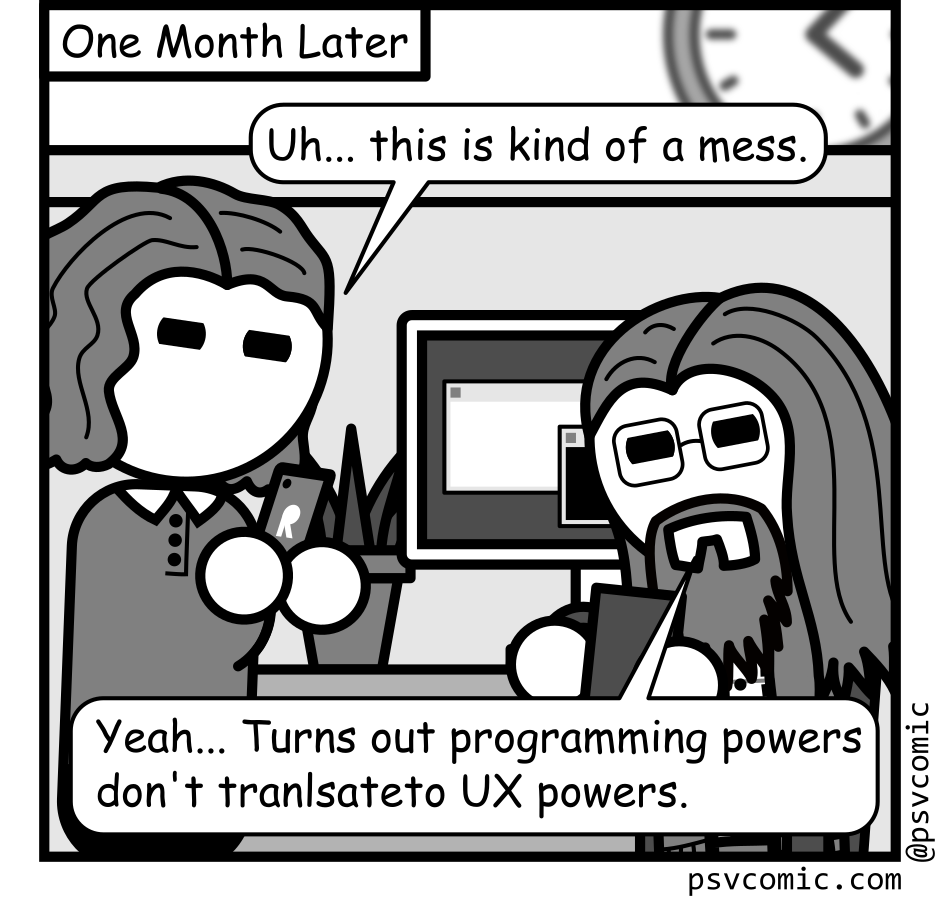 One Month Later
Uh... this is kind of a mess.
R
Yeah... Turns out programming powers
don't tranlsateto UX powers.
@psvcomic
psvcomic.com